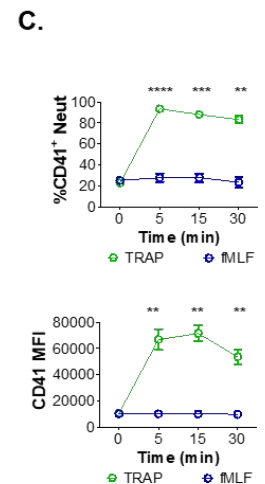 C.
**** *** **
100
80
60
40
20
0
%CD41+ Neut
0 5 15 30
Time (min)
TRAP fMLF
** ** **
80000
60000
40000
20000
0
CD41 MFI
0 5 15 30
Time (min)
TRAP fMLF